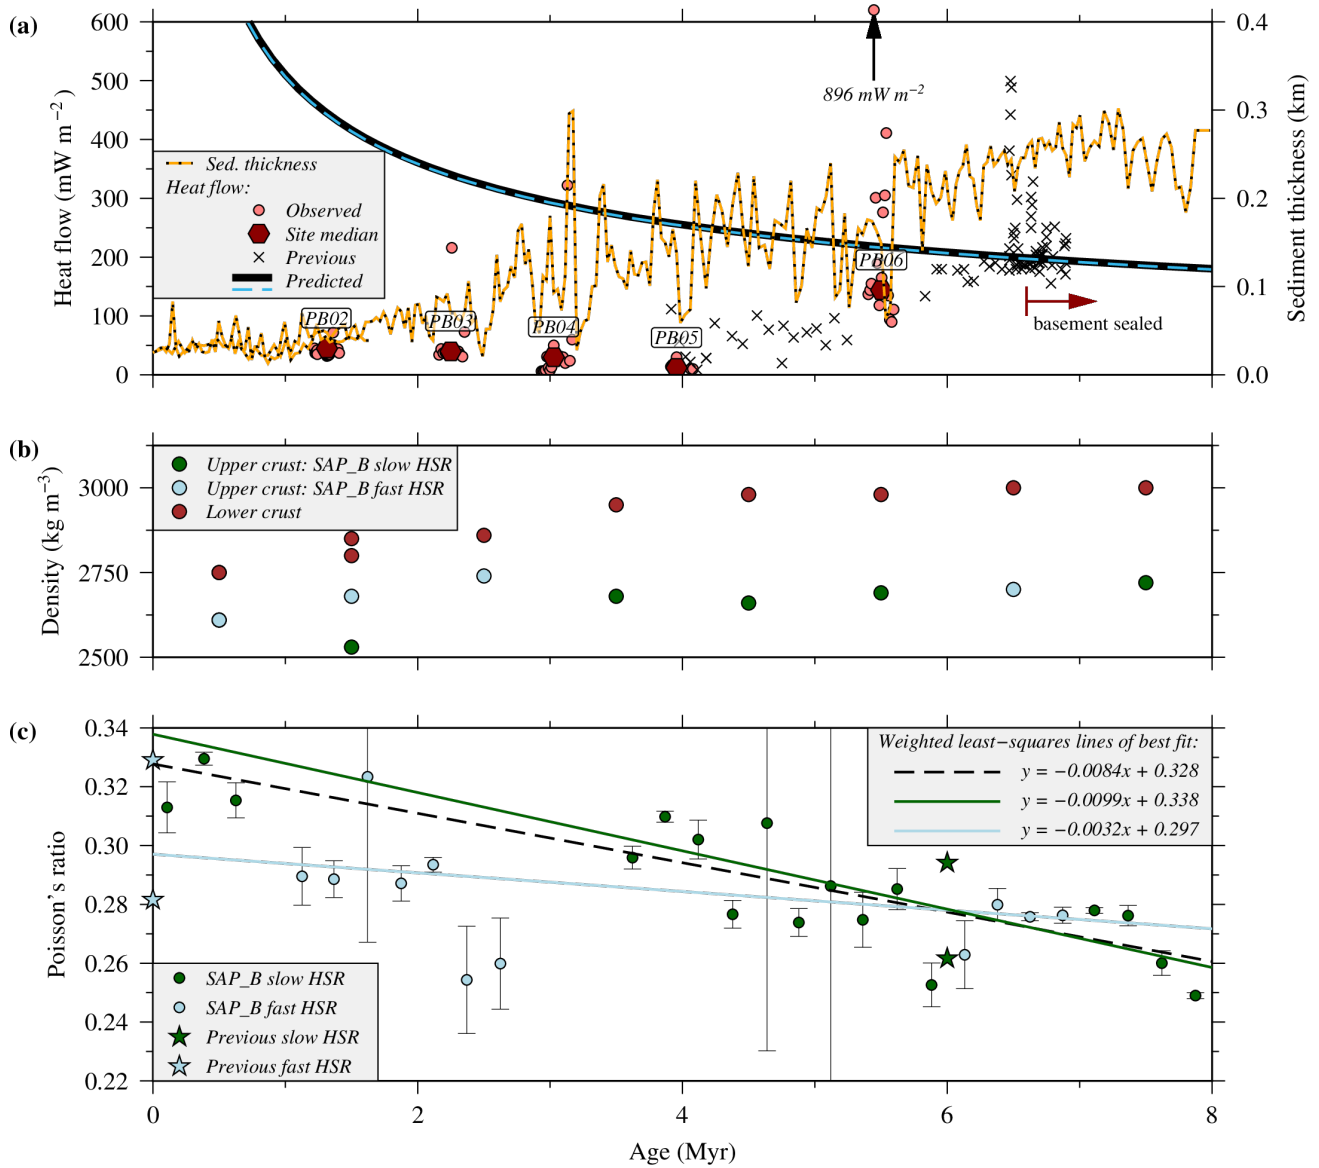 (a)
600
500
400
300
200
100
0
Heat flow (mW m⁻²)
0.4
0.3
0.2
0.1
0.0
Sediment thickness (km)
896 mW m⁻²
Sed. thickness
Heat flow:
Observed
Site median
Previous
Predicted
PB02
PB03
PB04
PB05
PB06
basement sealed
(b)
3000
2750
2500
Density (kg m⁻³)
Upper crust: SAP_B slow HSR
Upper crust: SAP_B fast HSR
Lower crust
(c)
0.34
0.32
0.30
0.28
0.26
0.24
0.22
Poisson's ratio
Weighted least−squares lines of best fit:
y = −0.0084x + 0.328
y = −0.0099x + 0.338
y = −0.0032x + 0.297
SAP_B slow HSR
SAP_B fast HSR
Previous slow HSR
Previous fast HSR
0 2 4 6 8
Age (Myr)